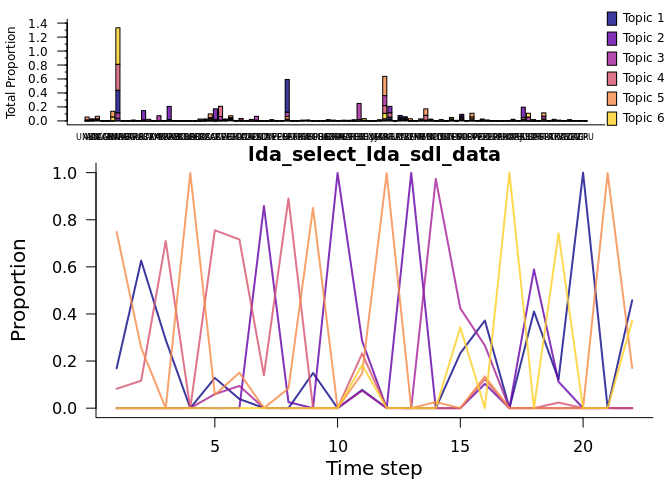 Total Proportion
1.4
1.2
1.0
0.8
0.6
0.4
0.2
0.0
Topic 1
Topic 2
Topic 3
Topic 4
Topic 5
Topic 6
lda_select_lda_sdl_data
Proportion
1.0
0.8
0.6
0.4
0.2
0.0
5 10 15 20
Time step